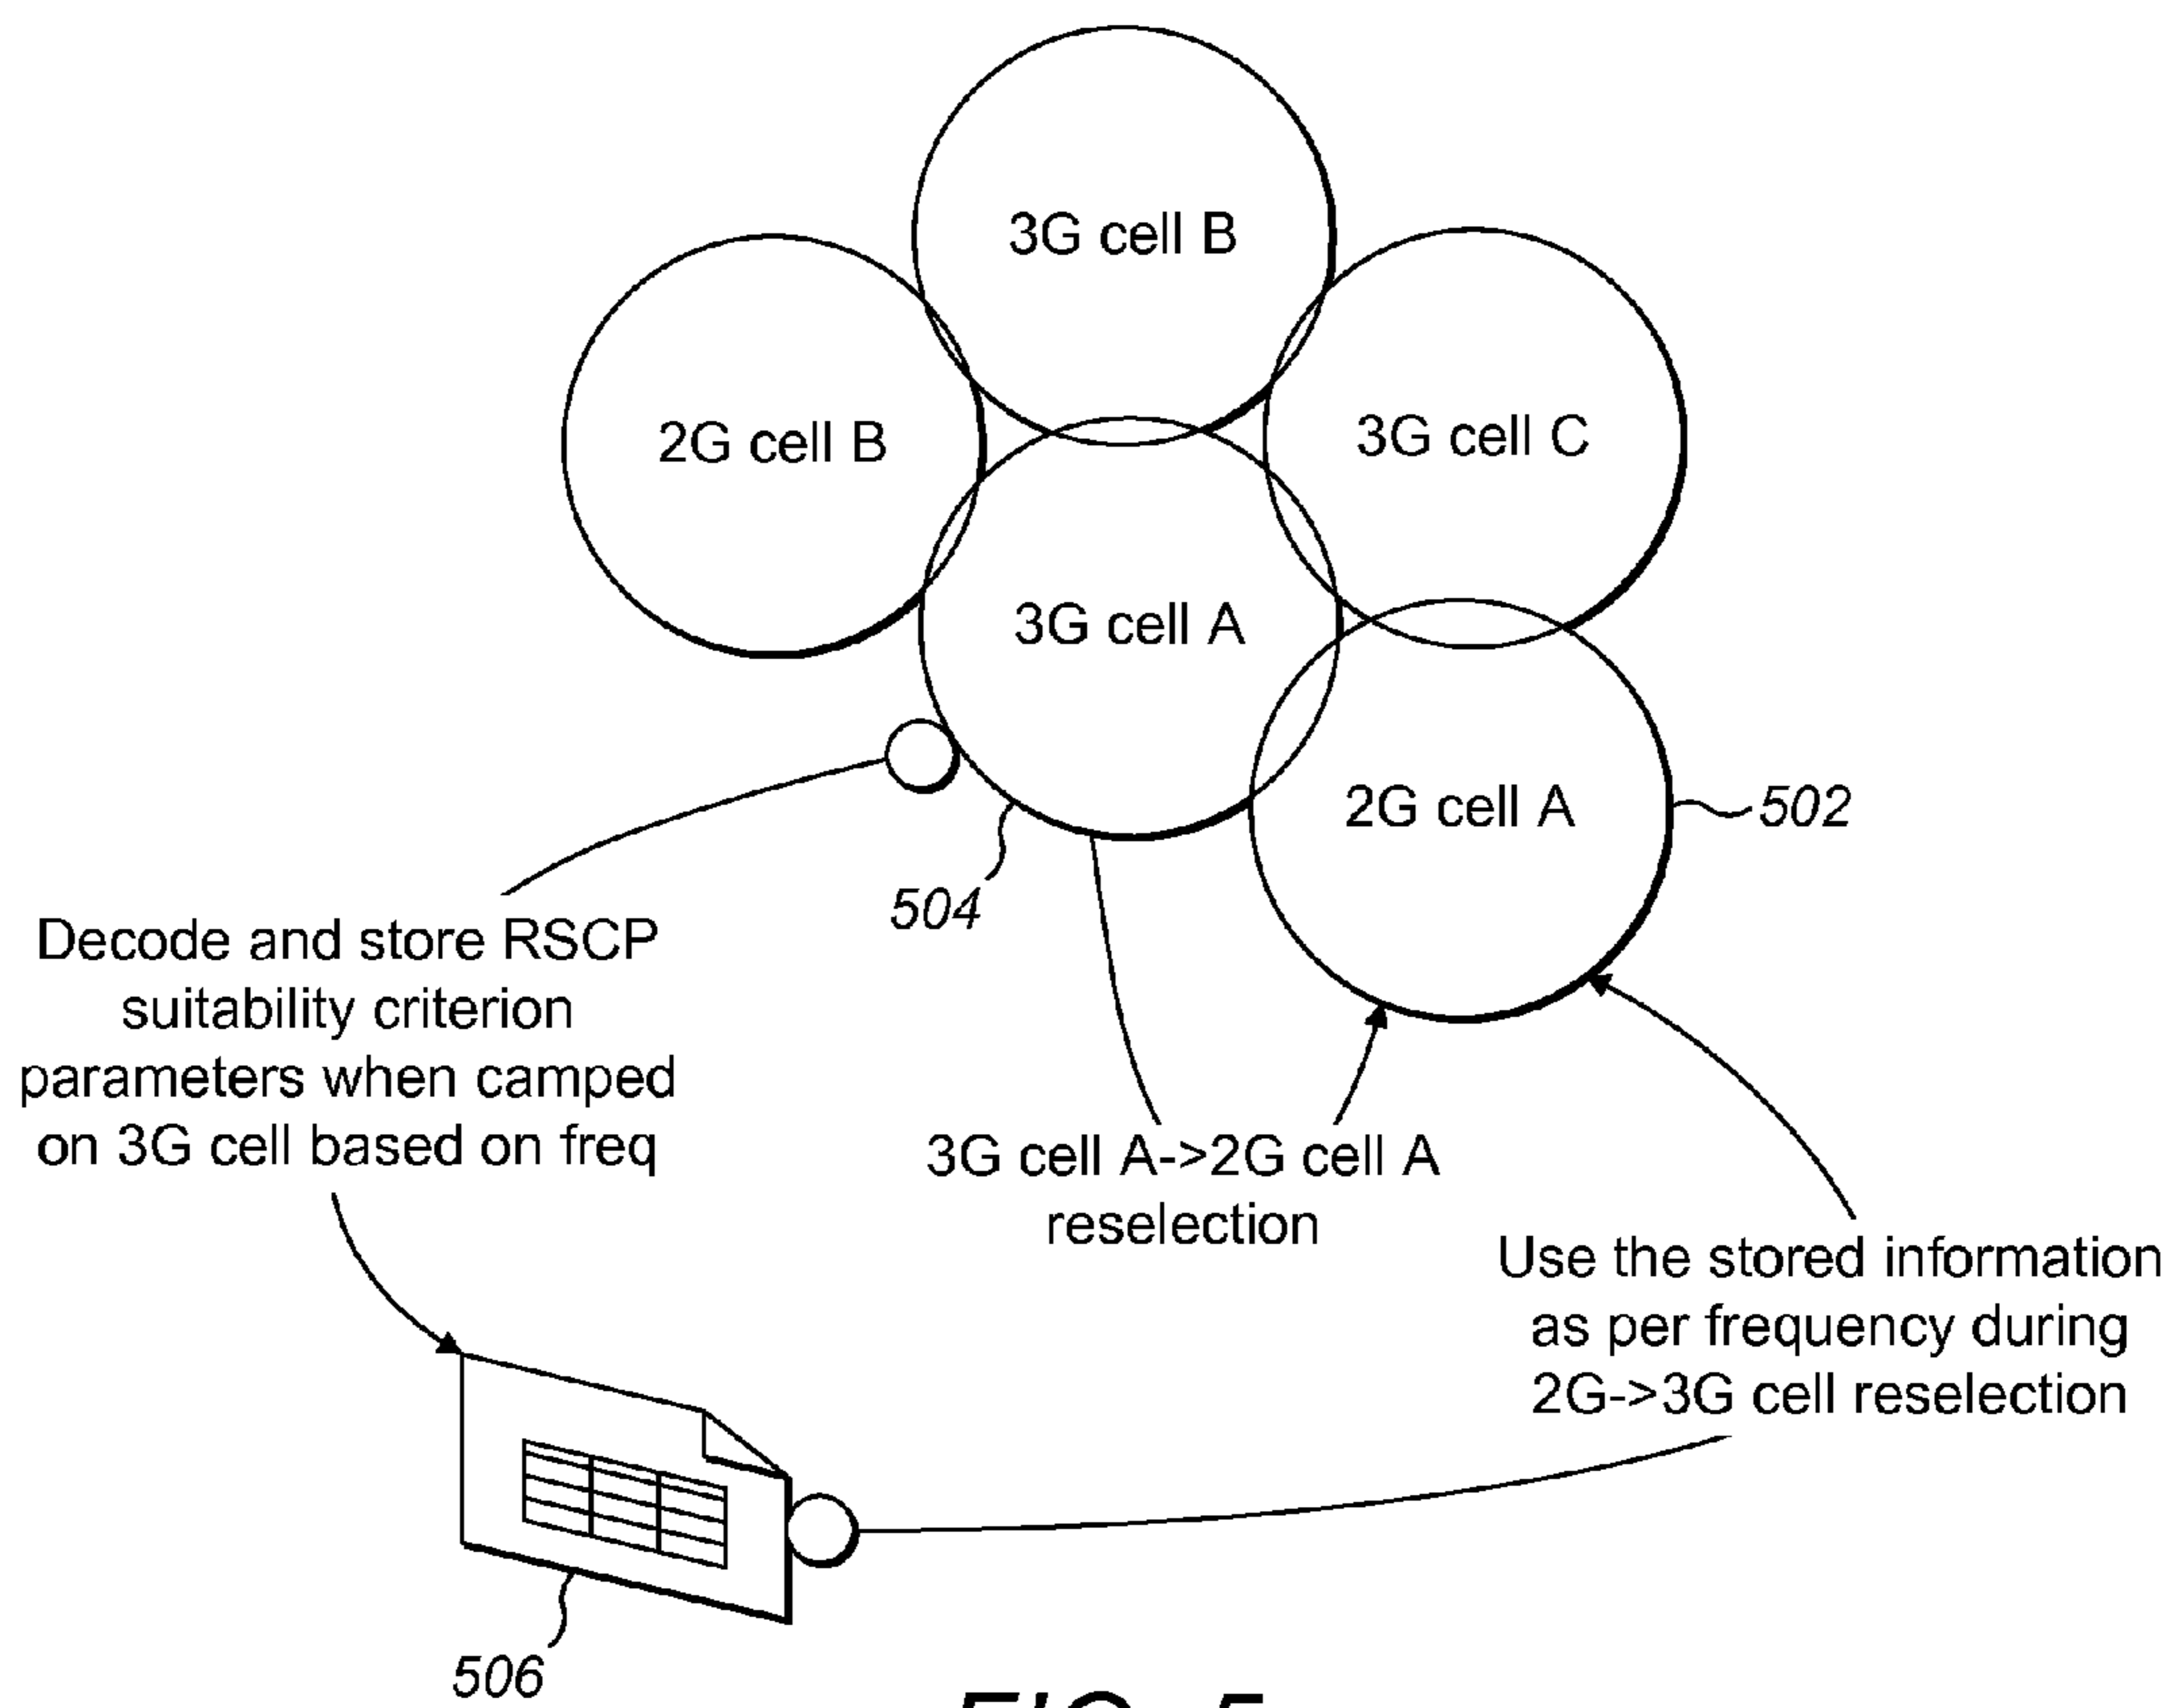 3G cell B
2G cell B
3G cell C
3G cell A
2G cell A
502
504
Decode and store RSCP
suitability criterion
parameters when camped
on 3G cell based on freq
3G cell A->2G cell A
reselection
Use the stored information
as per frequency during
2G->3G cell reselection
506
FIG. 5